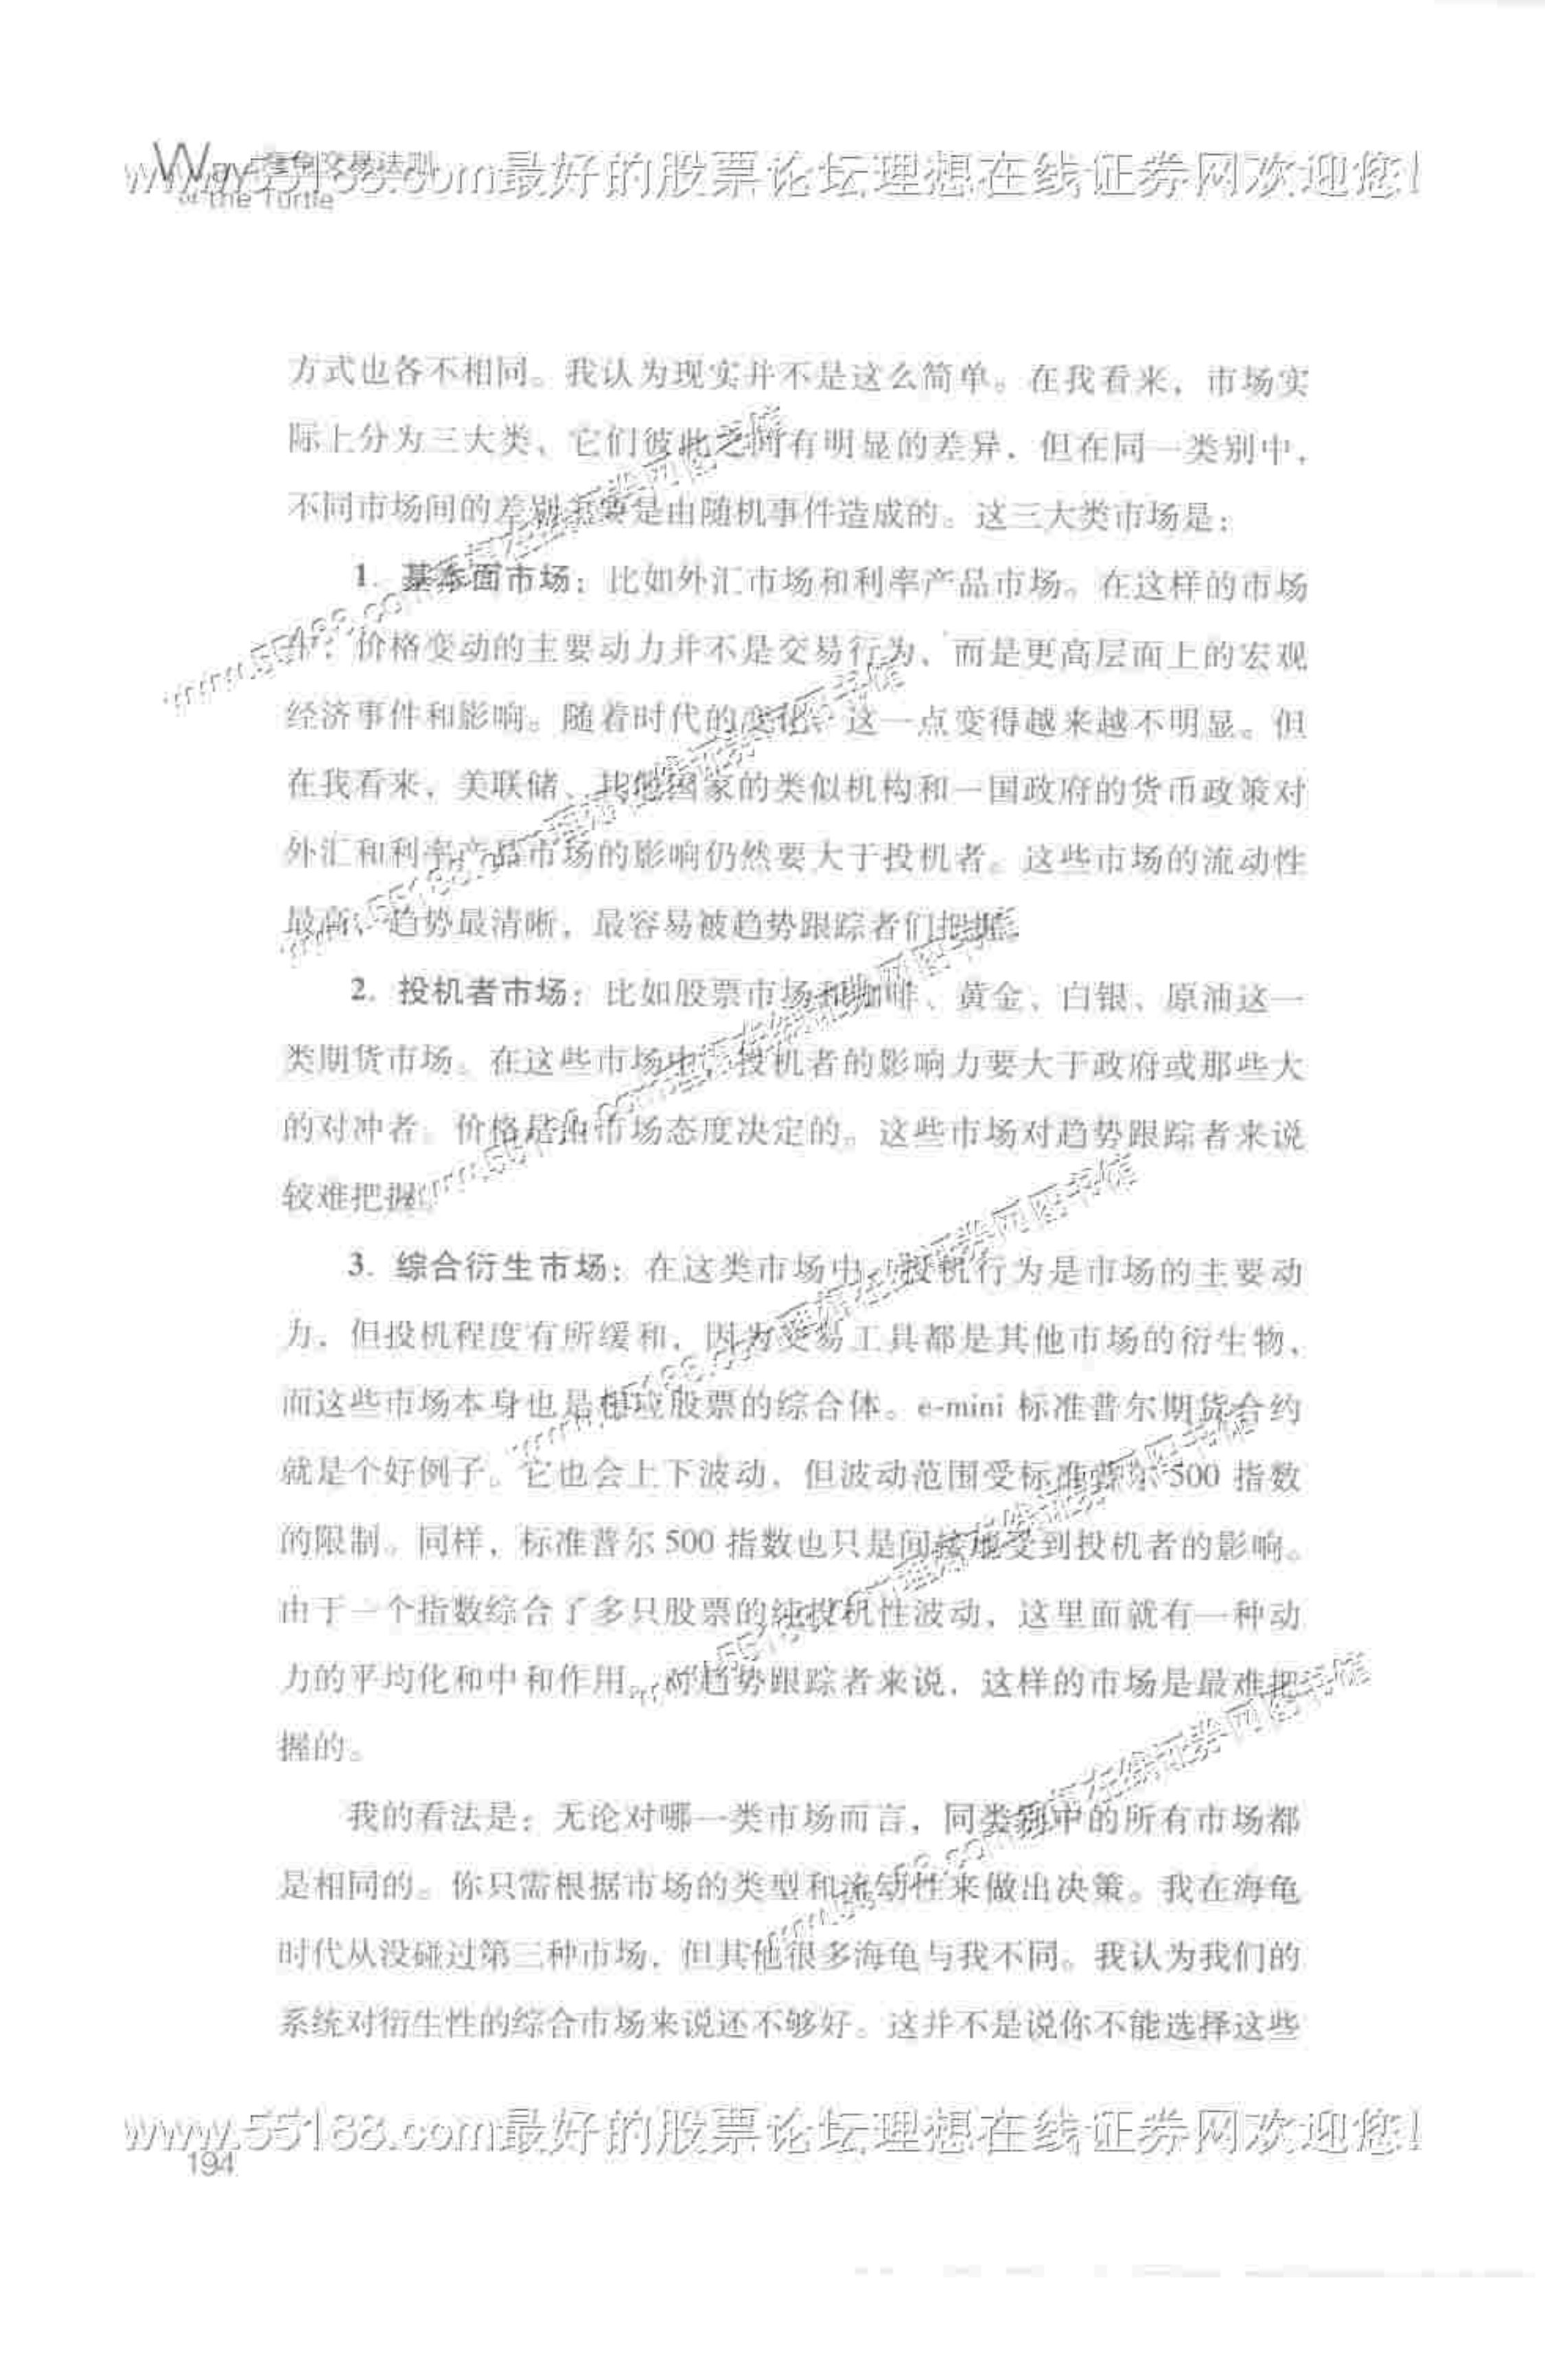 Way 海龟交易法则
of the Turtle
www.55188.com最好的股票论坛理想在线证券网欢迎您!
方式也各不相同。我认为现实并不是这么简单。在我看来，市场实
际上分为三大类，它们彼此之间有明显的差异，但在同一类别中，
不同市场间的差别主要是由随机事件造成的。这三大类市场是：
1. 基本面市场：比如外汇市场和利率产品市场。在这样的市场
中，价格变动的主要动力并不是交易行为，而是更高层面上的宏观
经济事件和影响。随着时代的变化，这一点变得越来越不明显。但
在我看来，美联储、其他国家的类似机构和一国政府的货币政策对
外汇和利率产品市场的影响仍然要大于投机者。这些市场的流动性
最高，趋势最清晰，最容易被趋势跟踪者们把握。
2. 投机者市场：比如股票市场和咖啡、黄金、白银、原油这一
类期货市场。在这些市场中，投机者的影响力要大于政府或那些大
的对冲者。价格是由市场态度决定的。这些市场对趋势跟踪者来说
较难把握。
3. 综合衍生市场：在这类市场中，投机行为是市场的主要动
力，但投机程度有所缓和，因为交易工具都是其他市场的衍生物，
而这些市场本身也是相应股票的综合体。e-mini 标准普尔期货合约
就是个好例子。它也会上下波动，但波动范围受标准普尔 500 指数
的限制。同样，标准普尔 500 指数也只是间接地受到投机者的影响。
由于一个指数综合了多只股票的纯投机性波动，这里面就有一种动
力的平均化和中和作用。对趋势跟踪者来说，这样的市场是最难把
握的。
我的看法是：无论对哪一类市场而言，同类别中的所有市场都
是相同的。你只需根据市场的类型和流动性来做出决策。我在海龟
时代从没碰过第三种市场，但其他很多海龟与我不同。我认为我们的
系统对衍生性的综合市场来说还不够好。这并不是说你不能选择这些
www.55188.com最好的股票论坛理想在线证券网欢迎您!
194